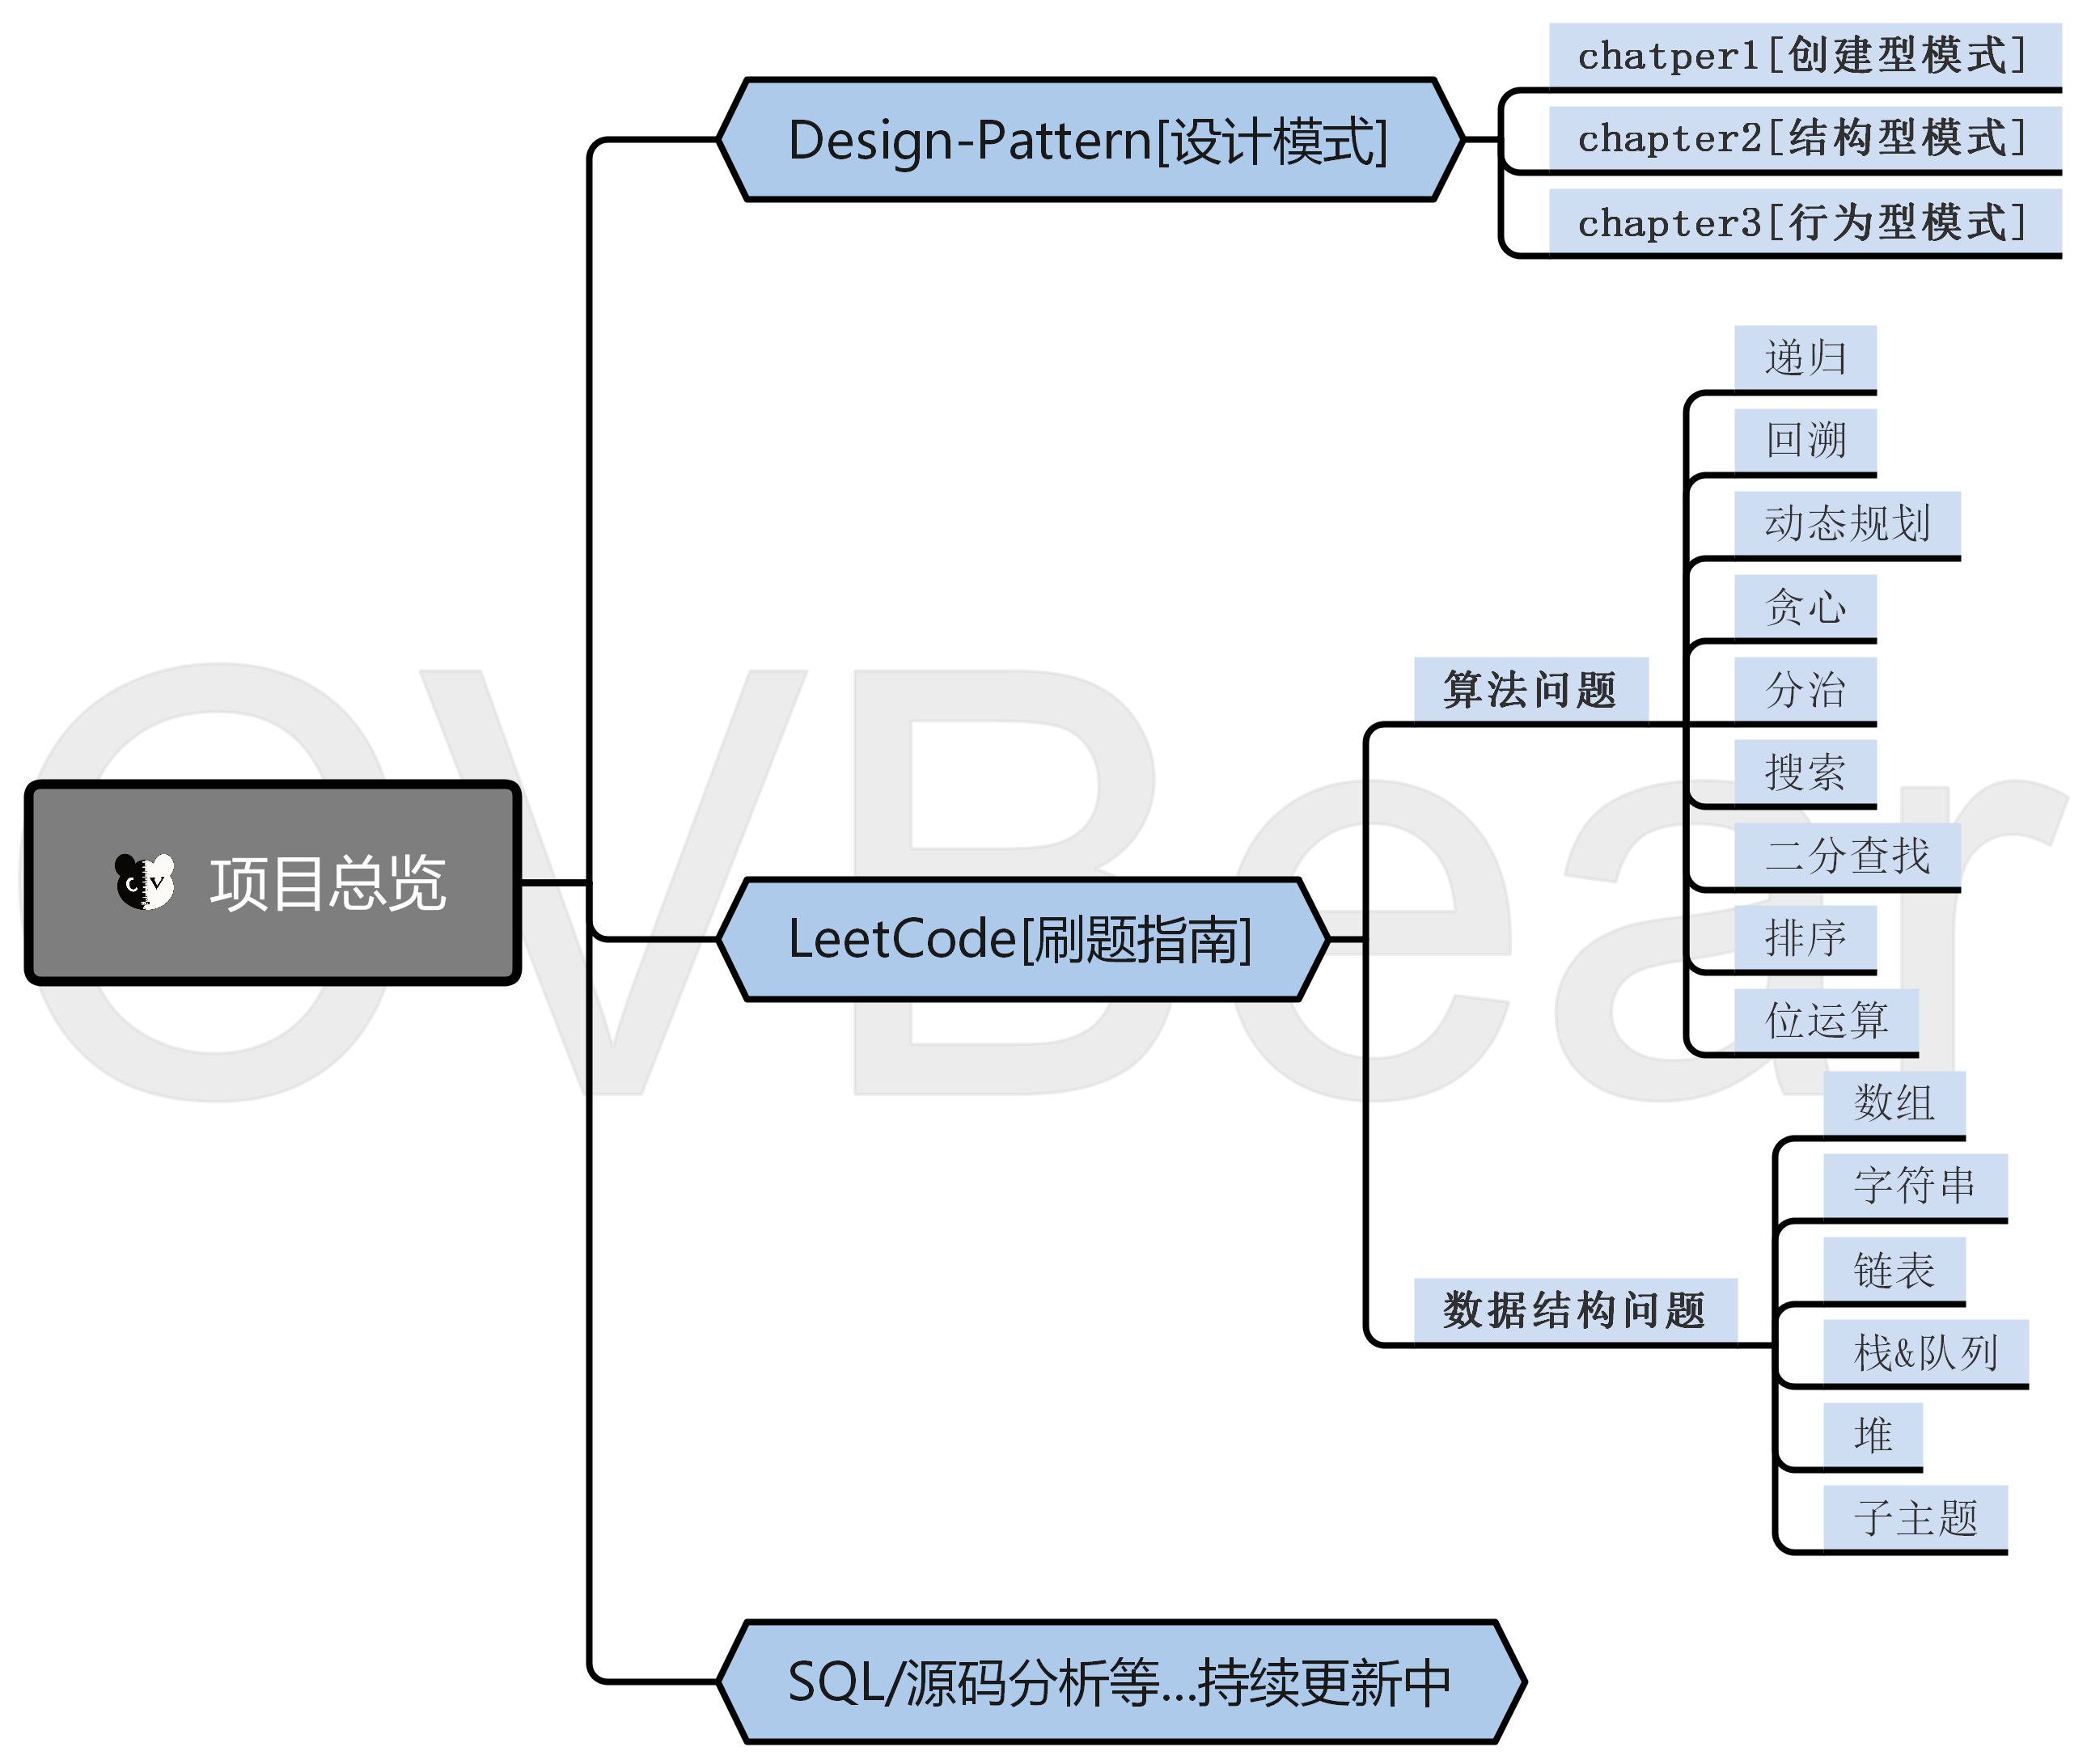 chatper1[创建型模式]
Design-Pattern[设计模式]
chapter2[结构型模式]
chapter3[行为型模式]
递归
回溯
动态规划
贪心
算法问题
分治
搜索
二分查找
CV
项目总览
LeetCode[刷题指南]
排序
位运算
数组
字符串
链表
数据结构问题
栈&队列
堆
子主题
SQL/源码分析等...持续更新中
CVBear